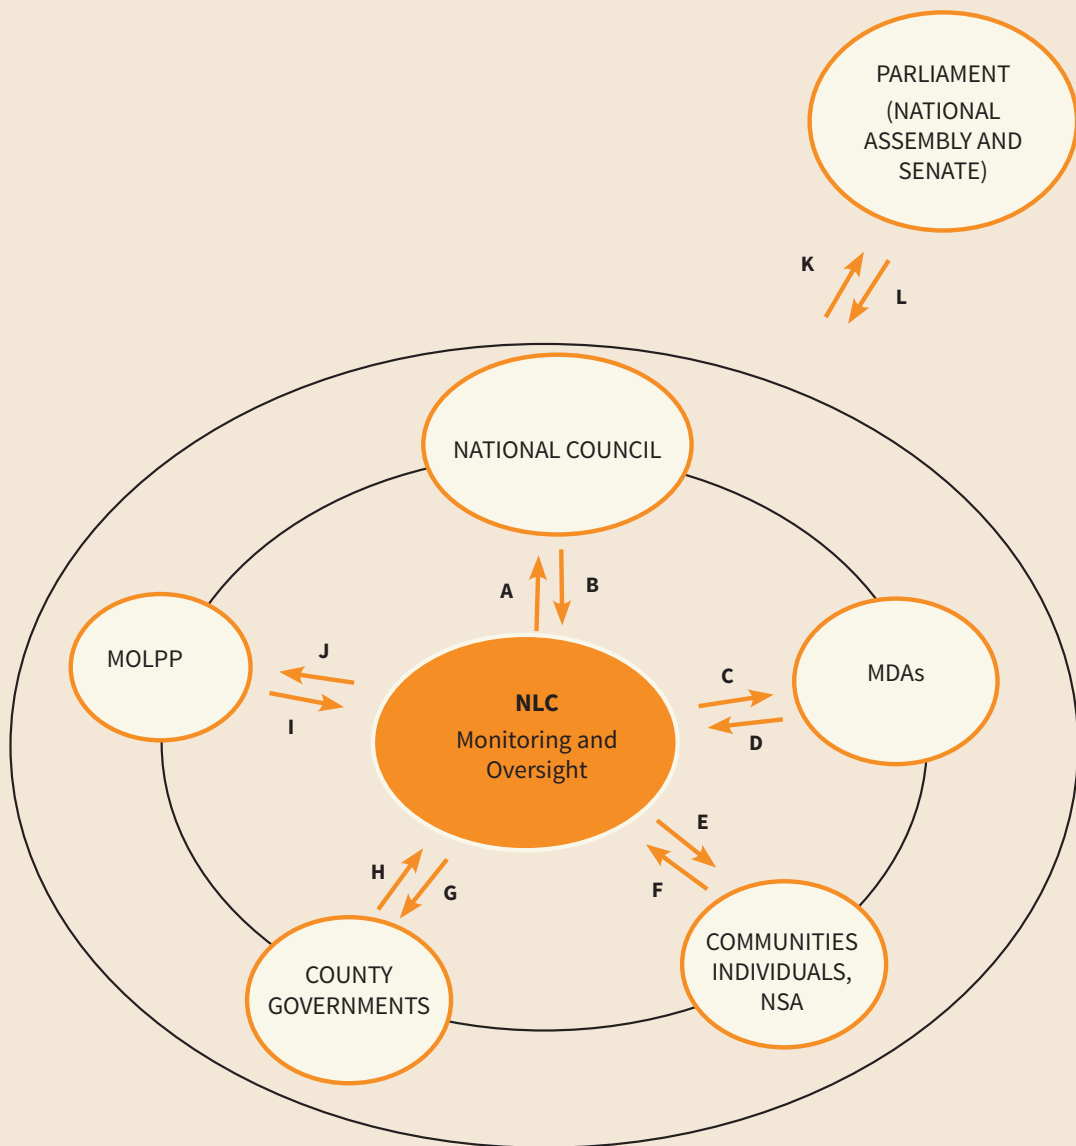 PARLIAMENT
(NATIONAL
ASSEMBLY AND
SENATE)
K
L
NATIONAL COUNCIL
A
B
MOLPP
J
I
NLC
Monitoring and
Oversight
C
D
MDAs
E
F
H
G
COUNTY
GOVERNMENTS
COMMUNITIES
INDIVIDUALS,
NSA